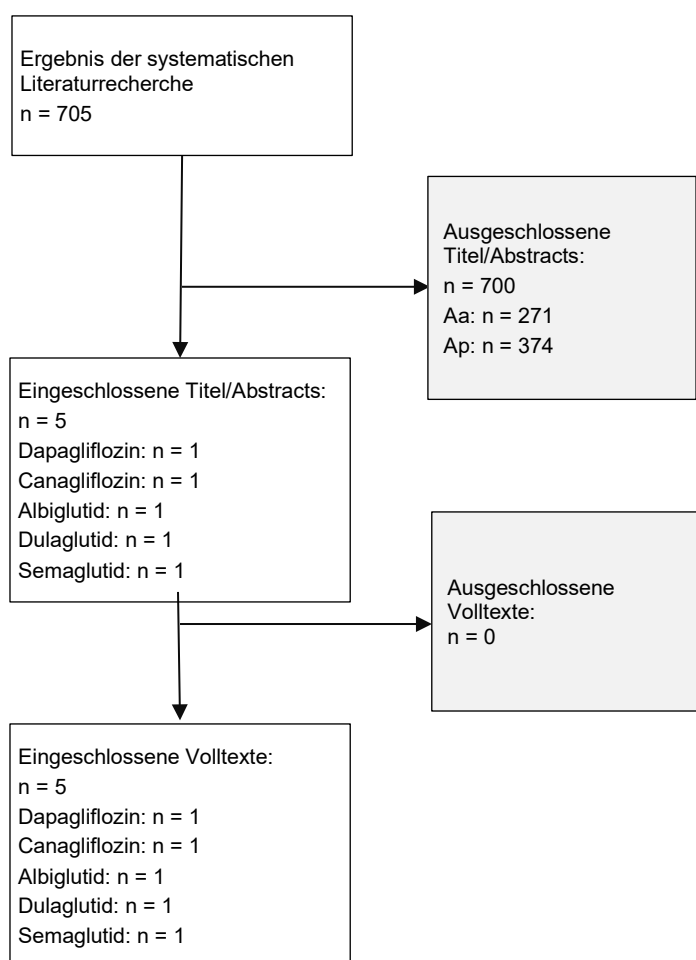 Ergebnis der systematischen
Literaturrecherche
n = 705
Ausgeschlossene
Titel/Abstracts:
n = 700
Aa: n = 271
Ap: n = 374
Eingeschlossene Titel/Abstracts:
n = 5
Dapagliflozin: n = 1
Canagliflozin: n = 1
Albiglutid: n = 1
Dulaglutid: n = 1
Semaglutid: n = 1
Ausgeschlossene
Volltexte:
n = 0
Eingeschlossene Volltexte:
n = 5
Dapagliflozin: n = 1
Canagliflozin: n = 1
Albiglutid: n = 1
Dulaglutid: n = 1
Semaglutid: n = 1